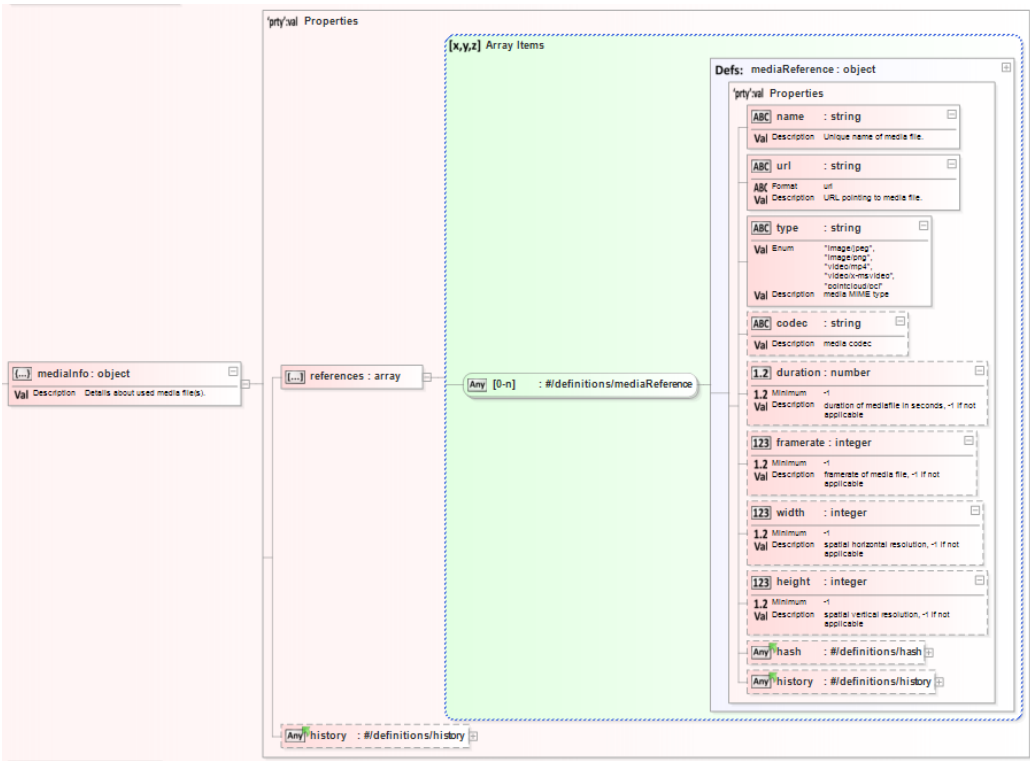 'prty':val Properties
[x,y,z] Array Items
Defs: mediaReference : object
'prty':val Properties
ABC name : string
Val Description Unique name of media file.
ABC url : string
ABC Format url
Val Description URL pointing to media file.
ABC type : string
Val Enum "image/jpeg",
"image/png",
"video/mp4",
"video/x-msvideo",
"pointcloud/pcl"
Val Description media MIME type
ABC codec : string
Val Description media codec
{...} mediaInfo : object
Val Description Details about used media file(s).
[...] references : array
Any [0-n] : #/definitions/mediaReference
1.2 duration : number
1.2 Minimum -1
Val Description duration of mediafile in seconds, -1 if not
applicable
123 framerate : integer
1.2 Minimum -1
Val Description framerate of media file, -1 if not
applicable
123 width : integer
1.2 Minimum -1
Val Description spatial horizontal resolution, -1 if not
applicable
123 height : integer
1.2 Minimum -1
Val Description spatial vertical resolution, -1 if not
applicable
Any hash : #/definitions/hash
Any history : #/definitions/history
Any history : #/definitions/history